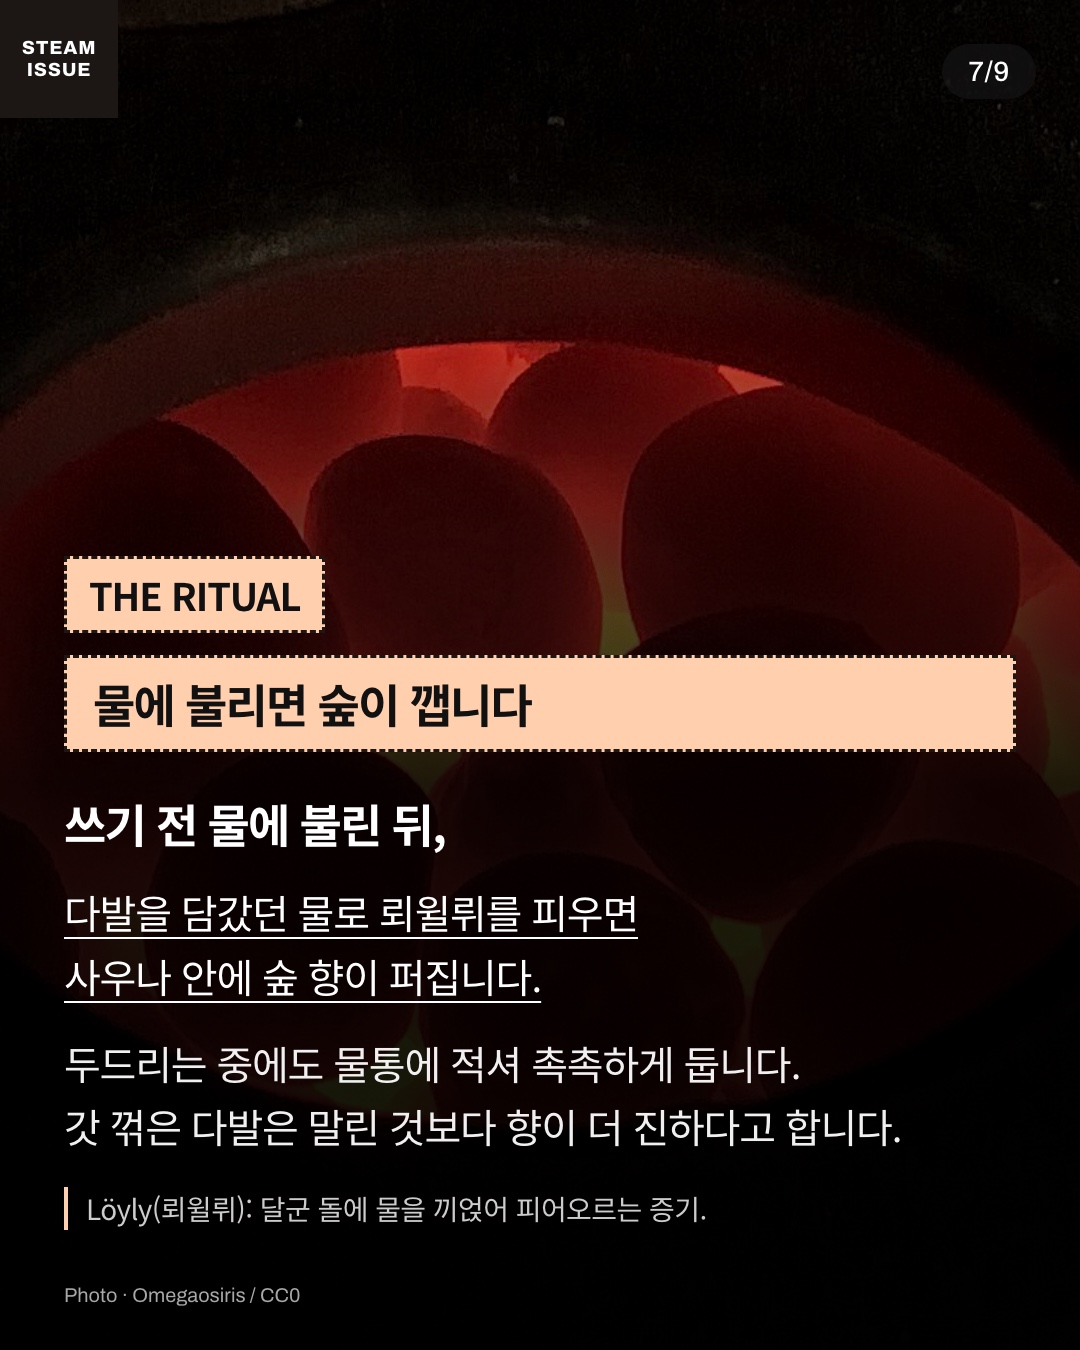 STEAM
ISSUE
7/9
THE RITUAL
물에 불리면 숲이 깹니다
쓰기 전 물에 불린 뒤,
다발을 담갔던 물로 뢰윌뤼를 피우면
사우나 안에 숲 향이 퍼집니다.
두드리는 중에도 물통에 적셔 촉촉하게 둡니다.
갓 꺾은 다발은 말린 것보다 향이 더 진하다고 합니다.
Löyly(뢰윌뤼): 달군 돌에 물을 끼얹어 피어오르는 증기.
Photo · Omegaosiris / CC0